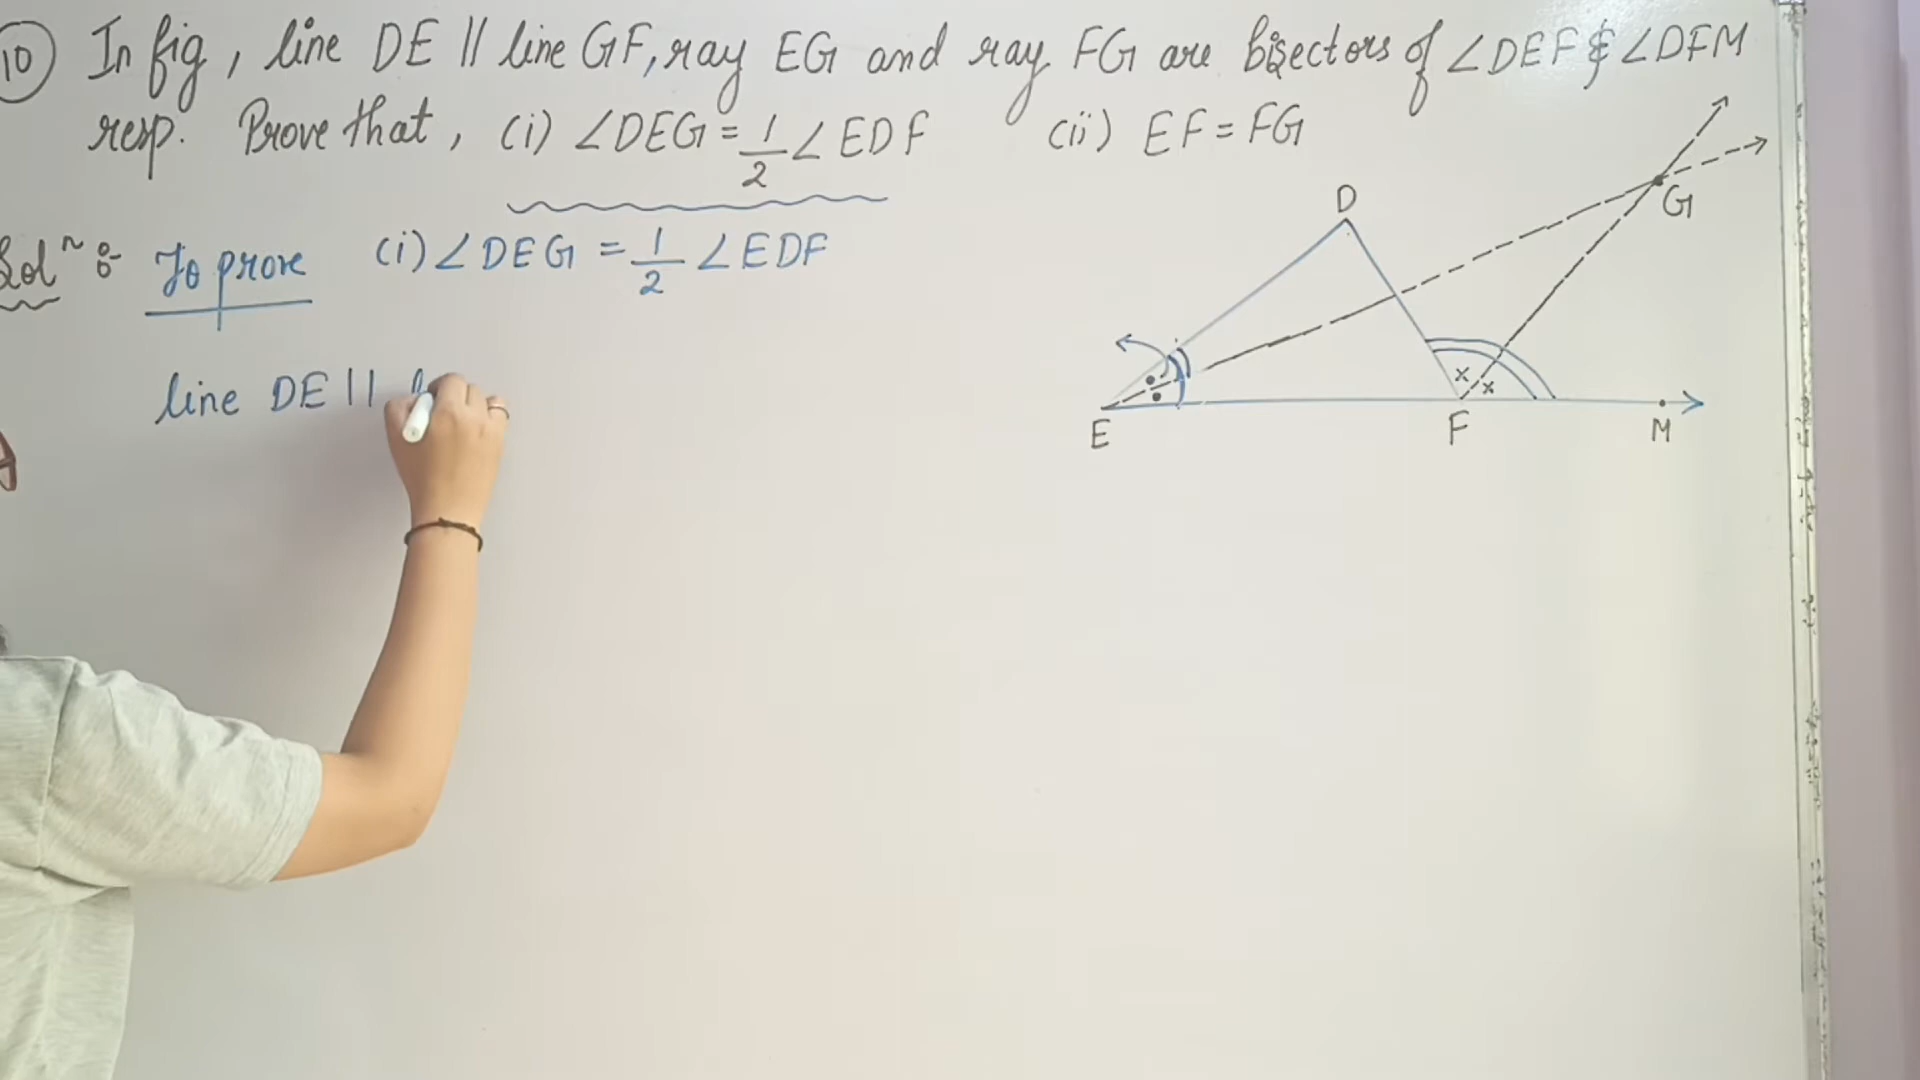 10 In fig, line DE || line GF, ray EG and ray FG are bisectors of ∠DEF & ∠DFM
resp. Prove that, (i) ∠DEG = 1/2 ∠EDF (ii) EF = FG
Solⁿ :- To prove (i) ∠DEG = 1/2 ∠EDF
line DE ||
D
G
x x
E
F
M